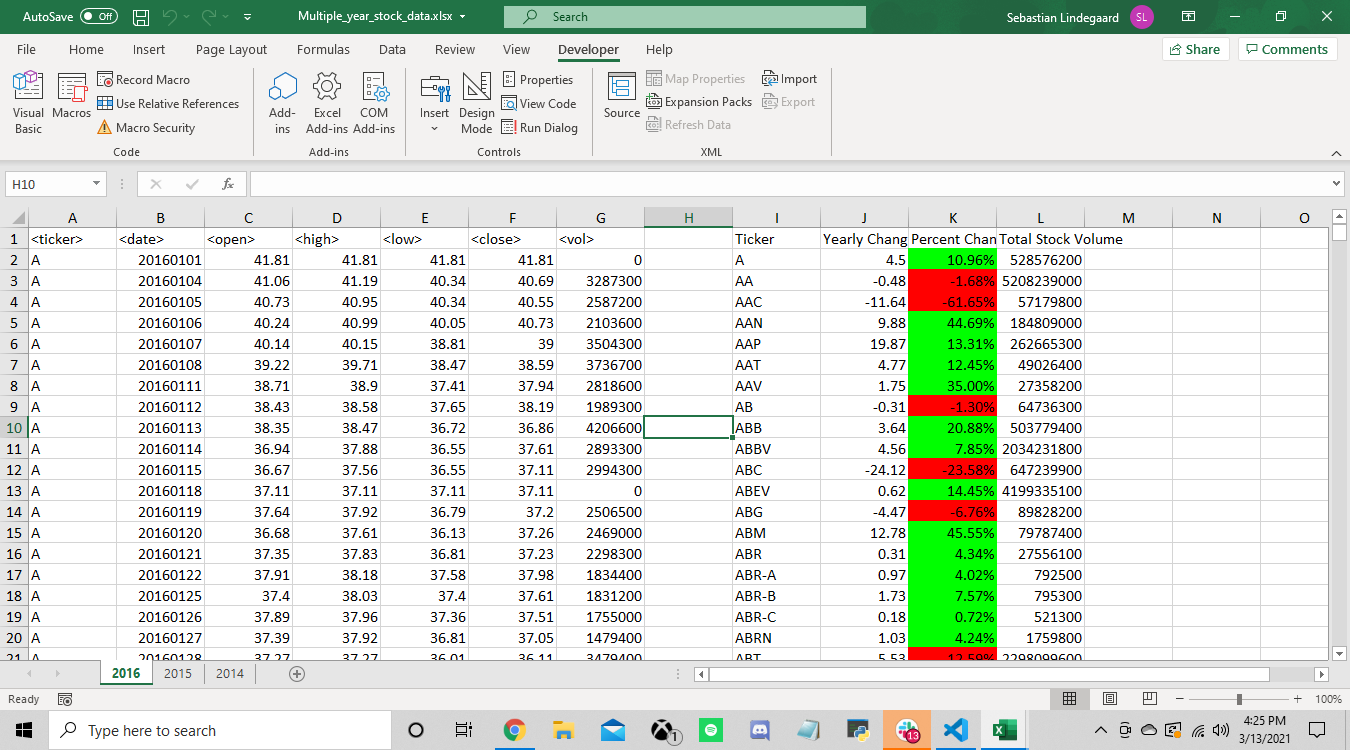 AutoSave Off Multiple_year_stock_data.xlsx Search Sebastian Lindegaard SL
File Home Insert Page Layout Formulas Data Review View Developer Help Share Comments
Visual Basic Macros Record Macro Use Relative References Macro Security
Add-ins Excel Add-ins COM Add-ins
Insert Design Mode Properties View Code Run Dialog
Source Map Properties Expansion Packs Refresh Data Import Export
Code Add-ins Controls XML
H10 fx
A B C D E F G H I J K L M N O
1 <ticker> <date> <open> <high> <low> <close> <vol> Ticker Yearly Chang Percent Chan Total Stock Volume
2 A 20160101 41.81 41.81 41.81 41.81 0 A 4.5 10.96% 528576200
3 A 20160104 41.06 41.19 40.34 40.69 3287300 AA -0.48 -1.68% 5208239000
4 A 20160105 40.73 40.95 40.34 40.55 2587200 AAC -11.64 -61.65% 57179800
5 A 20160106 40.24 40.99 40.05 40.73 2103600 AAN 9.88 44.69% 184809000
6 A 20160107 40.14 40.15 38.81 39 3504300 AAP 19.87 13.31% 262665300
7 A 20160108 39.22 39.71 38.47 38.59 3736700 AAT 4.77 12.45% 49026400
8 A 20160111 38.71 38.9 37.41 37.94 2818600 AAV 1.75 35.00% 27358200
9 A 20160112 38.43 38.58 37.65 38.19 1989300 AB -0.31 -1.30% 64736300
10 A 20160113 38.35 38.47 36.72 36.86 4206600 ABB 3.64 20.88% 503779400
11 A 20160114 36.94 37.88 36.55 37.61 2893300 ABBV 4.56 7.85% 2034231800
12 A 20160115 36.67 37.56 36.55 37.11 2994300 ABC -24.12 -23.58% 647239900
13 A 20160118 37.11 37.11 37.11 37.11 0 ABEV 0.62 14.45% 4199335100
14 A 20160119 37.64 37.92 36.79 37.2 2506500 ABG -4.47 -6.76% 89828200
15 A 20160120 36.68 37.61 36.13 37.26 2469000 ABM 12.78 45.55% 79787400
16 A 20160121 37.35 37.83 36.81 37.23 2298300 ABR 0.31 4.34% 27556100
17 A 20160122 37.91 38.18 37.58 37.98 1834400 ABR-A 0.97 4.02% 792500
18 A 20160125 37.4 38.03 37.4 37.61 1831200 ABR-B 1.73 7.57% 795300
19 A 20160126 37.89 37.96 37.36 37.51 1755000 ABR-C 0.18 0.72% 521300
20 A 20160127 37.39 37.92 36.81 37.05 1479400 ABRN 1.03 4.24% 1759800
21 A 20160128 37.27 37.27 36.01 36.11 3479400 ABT 5.53 12.59% 2298099600
2016 2015 2014
Ready 100%
Type here to search 1 13 4:25 PM
3/13/2021